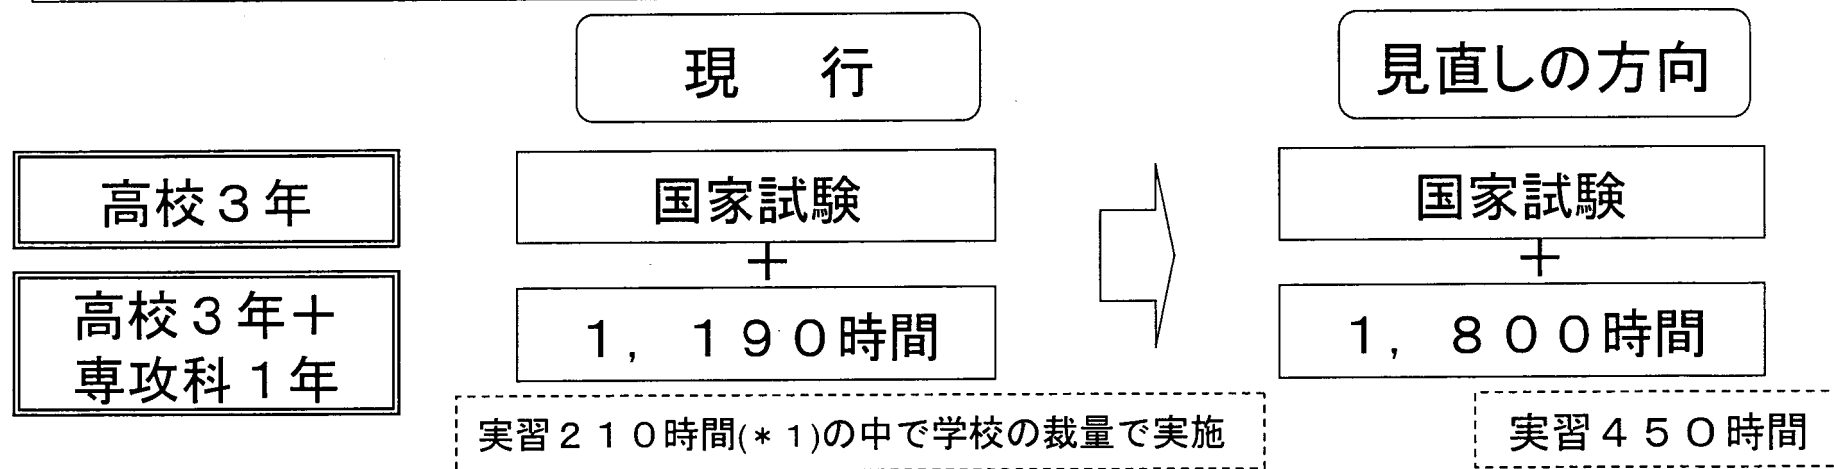 現　行
見直しの方向
高校３年
国家試験
国家試験
＋
＋
高校３年＋
専攻科１年
１，１９０時間
１，８００時間
実習２１０時間(＊１)の中で学校の裁量で実施
実習４５０時間